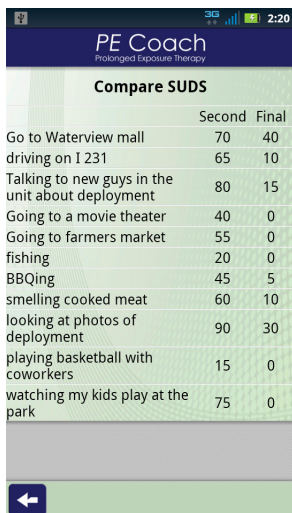 3G 2:20
PE Coach
Prolonged Exposure Therapy
Compare SUDS
Second Final
Go to Waterview mall 70 40
driving on I 231 65 10
Talking to new guys in the
unit about deployment 80 15
Going to a movie theater 40 0
Going to farmers market 55 0
fishing 20 0
BBQing 45 5
smelling cooked meat 60 10
looking at photos of
deployment 90 30
playing basketball with
coworkers 15 0
watching my kids play at the
park 75 0